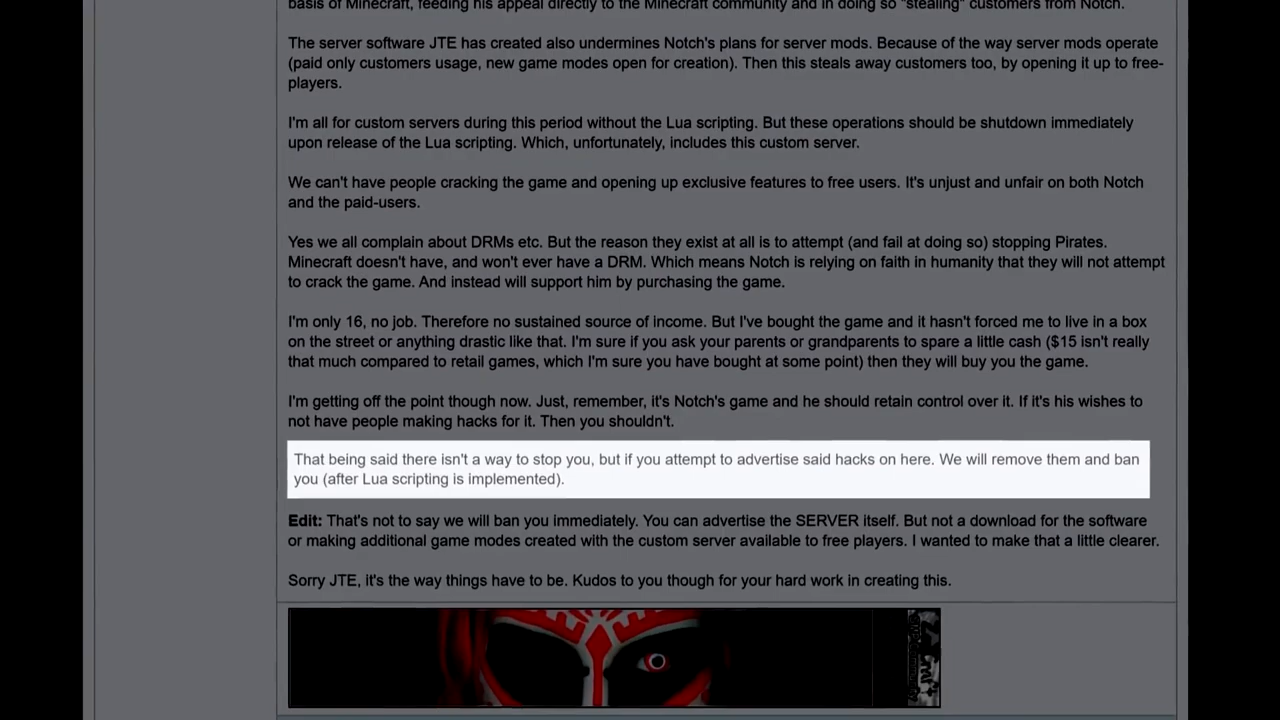 basis of Minecraft, feeding his appeal directly to the Minecraft community and in doing so "stealing" customers from Notch.
The server software JTE has created also undermines Notch's plans for server mods. Because of the way server mods operate
(paid only customers usage, new game modes open for creation). Then this steals away customers too, by opening it up to free-
players.
I'm all for custom servers during this period without the Lua scripting. But these operations should be shutdown immediately
upon release of the Lua scripting. Which, unfortunately, includes this custom server.
We can't have people cracking the game and opening up exclusive features to free users. It's unjust and unfair on both Notch
and the paid-users.
Yes we all complain about DRMs etc. But the reason they exist at all is to attempt (and fail at doing so) stopping Pirates.
Minecraft doesn't have, and won't ever have a DRM. Which means Notch is relying on faith in humanity that they will not attempt
to crack the game. And instead will support him by purchasing the game.
I'm only 16, no job. Therefore no sustained source of income. But I've bought the game and it hasn't forced me to live in a box
on the street or anything drastic like that. I'm sure if you ask your parents or grandparents to spare a little cash ($15 isn't really
that much compared to retail games, which I'm sure you have bought at some point) then they will buy you the game.
I'm getting off the point though now. Just, remember, it's Notch's game and he should retain control over it. If it's his wishes to
not have people making hacks for it. Then you shouldn't.
That being said there isn't a way to stop you, but if you attempt to advertise said hacks on here. We will remove them and ban
you (after Lua scripting is implemented).
Edit: That's not to say we will ban you immediately. You can advertise the SERVER itself. But not a download for the software
or making additional game modes created with the custom server available to free players. I wanted to make that a little clearer.
Sorry JTE, it's the way things have to be. Kudos to you though for your hard work in creating this.